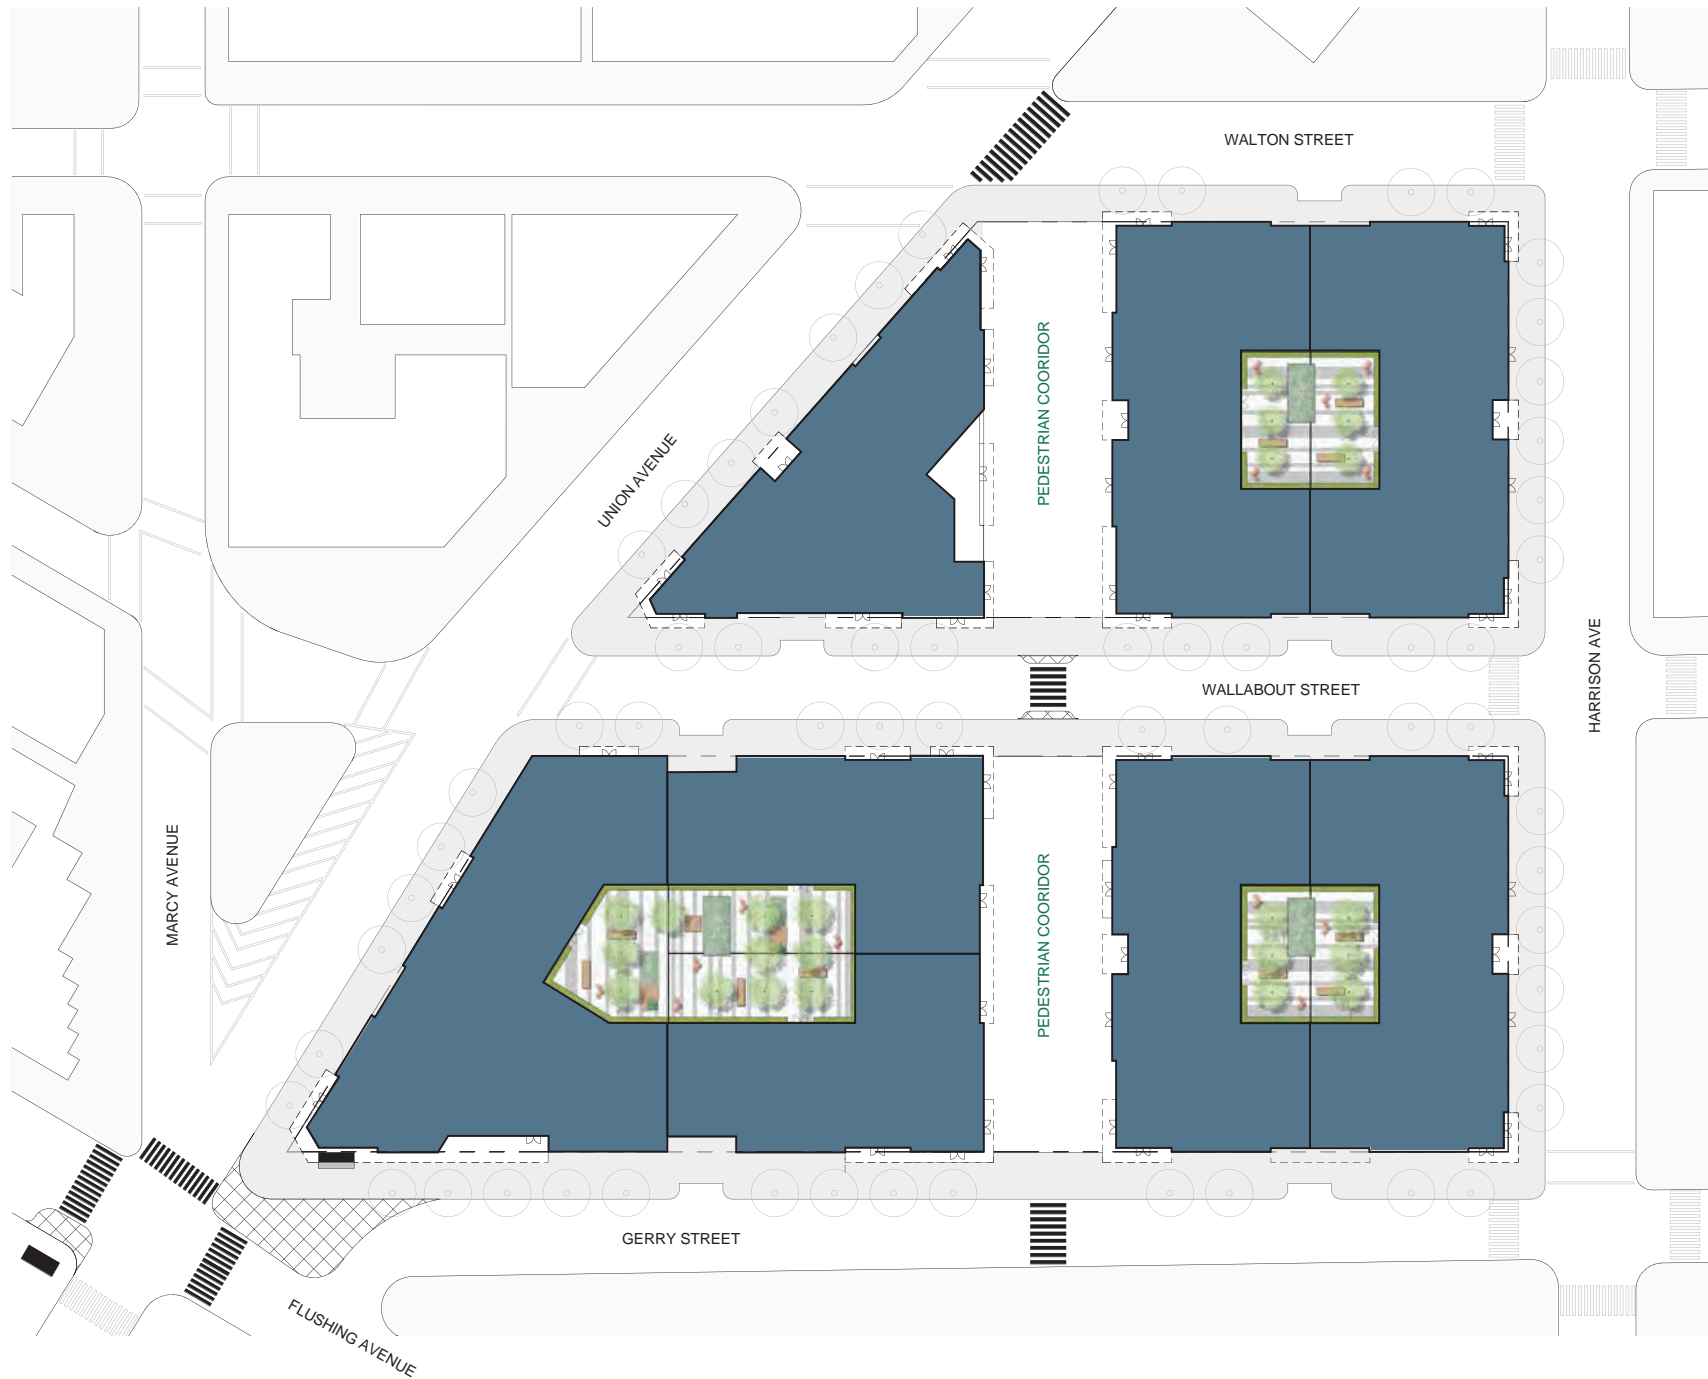 WALTON STREET
PEDESTRIAN COORIDOR
UNION AVENUE
WALLABOUT STREET
HARRISON AVE
MARCY AVENUE
PEDESTRIAN COORIDOR
GERRY STREET
FLUSHING AVENUE